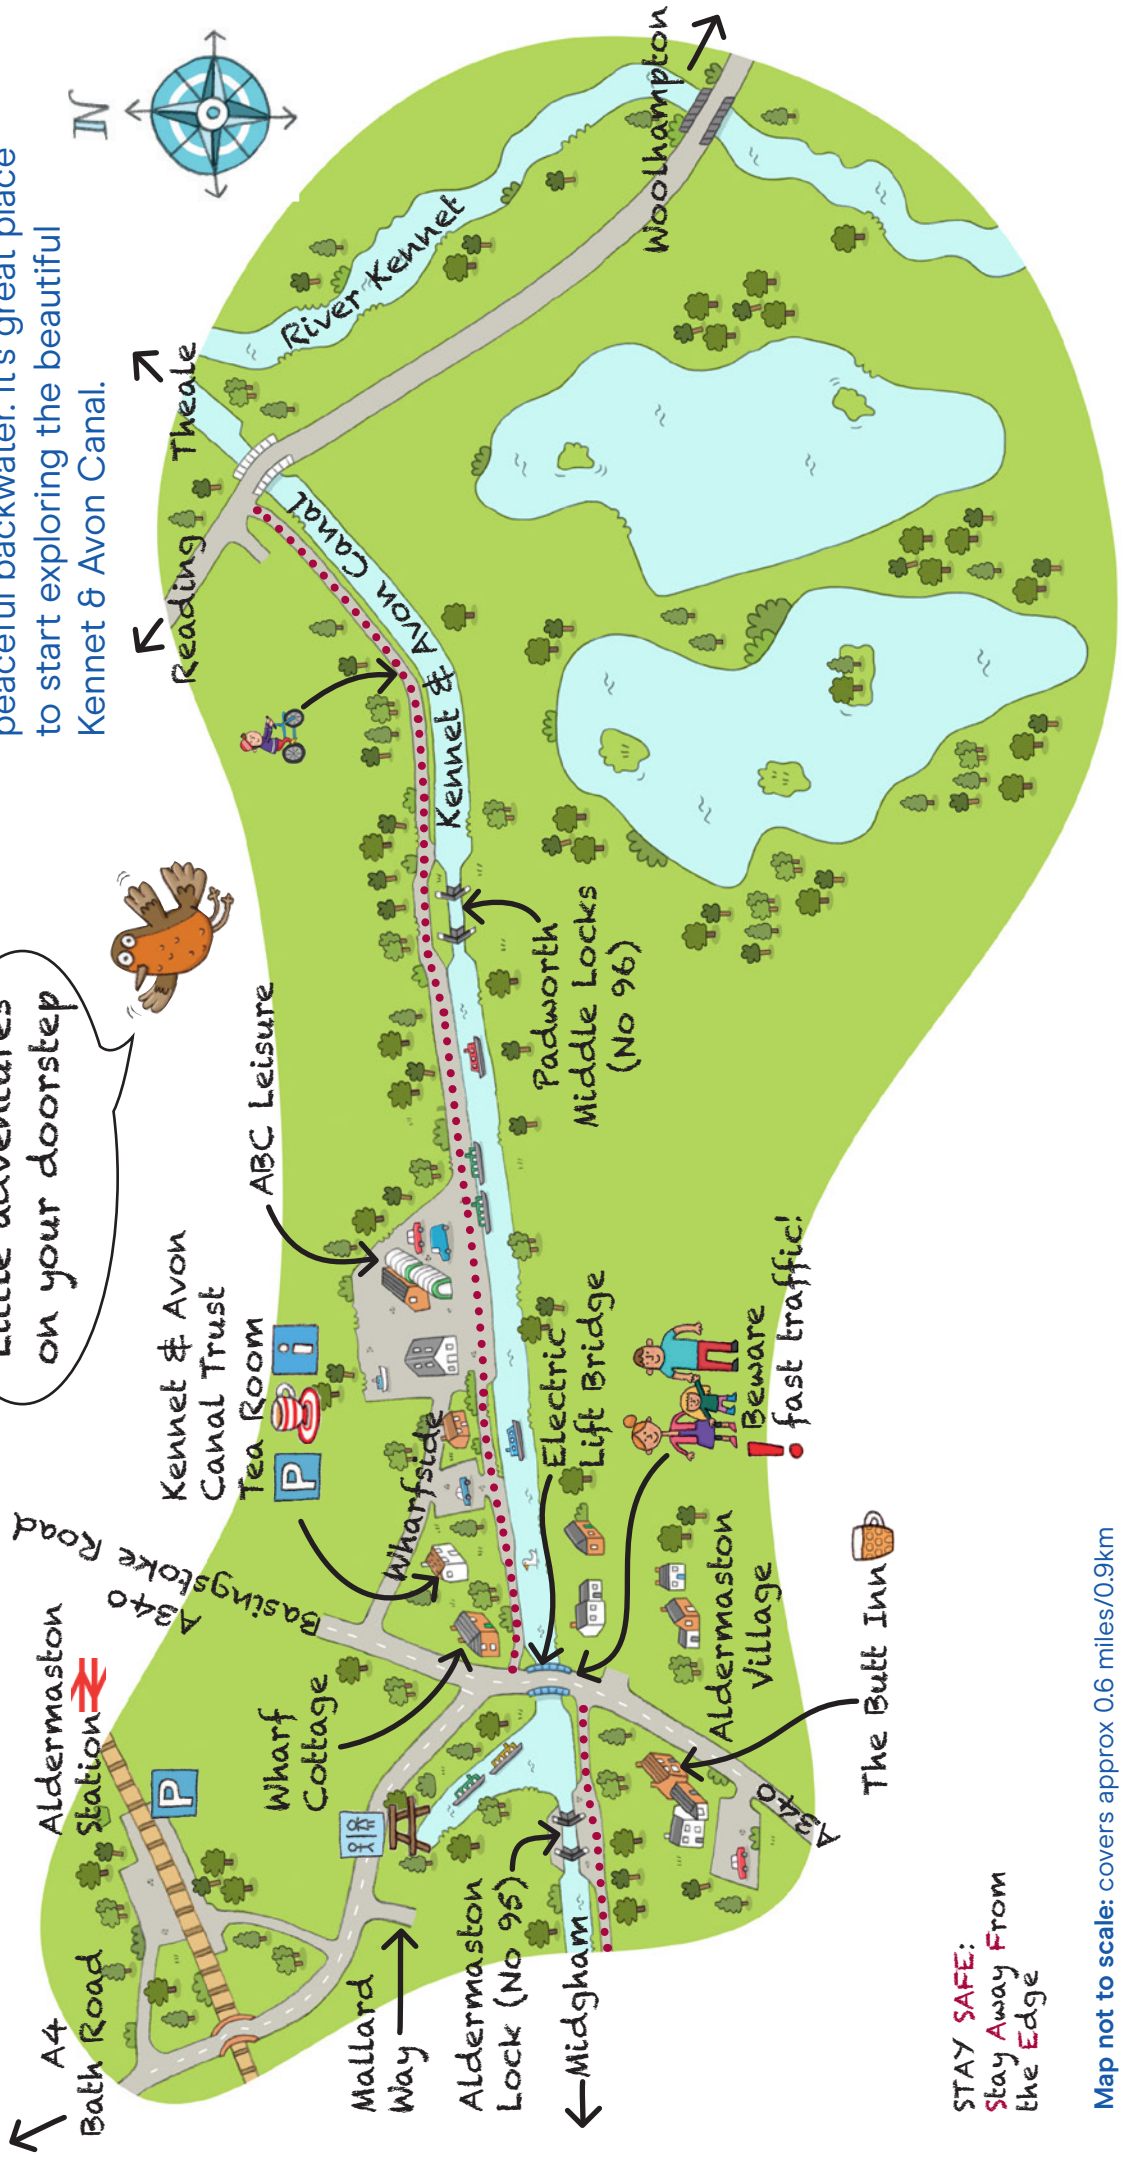 peaceful backwater. It's great place
to start exploring the beautiful
Kennet & Avon Canal.
Little adventures
on your doorstep
N
A4
Bath Road
Aldermaston
Station
P
A340
Basingstoke Road
Kennet & Avon
Canal Trust
Tea Room
P
i
ABC Leisure
Reading
Theale
River Kennet
Woolhampton
Wharf
Cottage
Wharfside
Mallard
Way
Kennet & Avon Canal
Aldermaston
Lock (No 95)
Midgham
Electric
Lift Bridge
Padworth
Middle Locks
(No 96)
Beware
fast traffic!
!
Aldermaston
Village
A340
The Butt Inn
STAY SAFE:
Stay Away From
the Edge
Map not to scale: covers approx 0.6 miles/0.9km